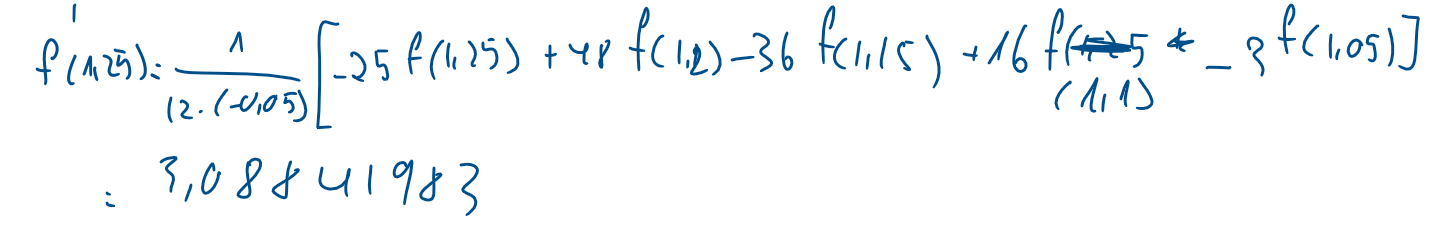 f'(1,25) = 1/(12.(-0,05)) [-25 f(1,25) + 48 f(1,2) - 36 f(1,15) + 16 f(1,1) - 3 f(1,05)]
= 3,088841983